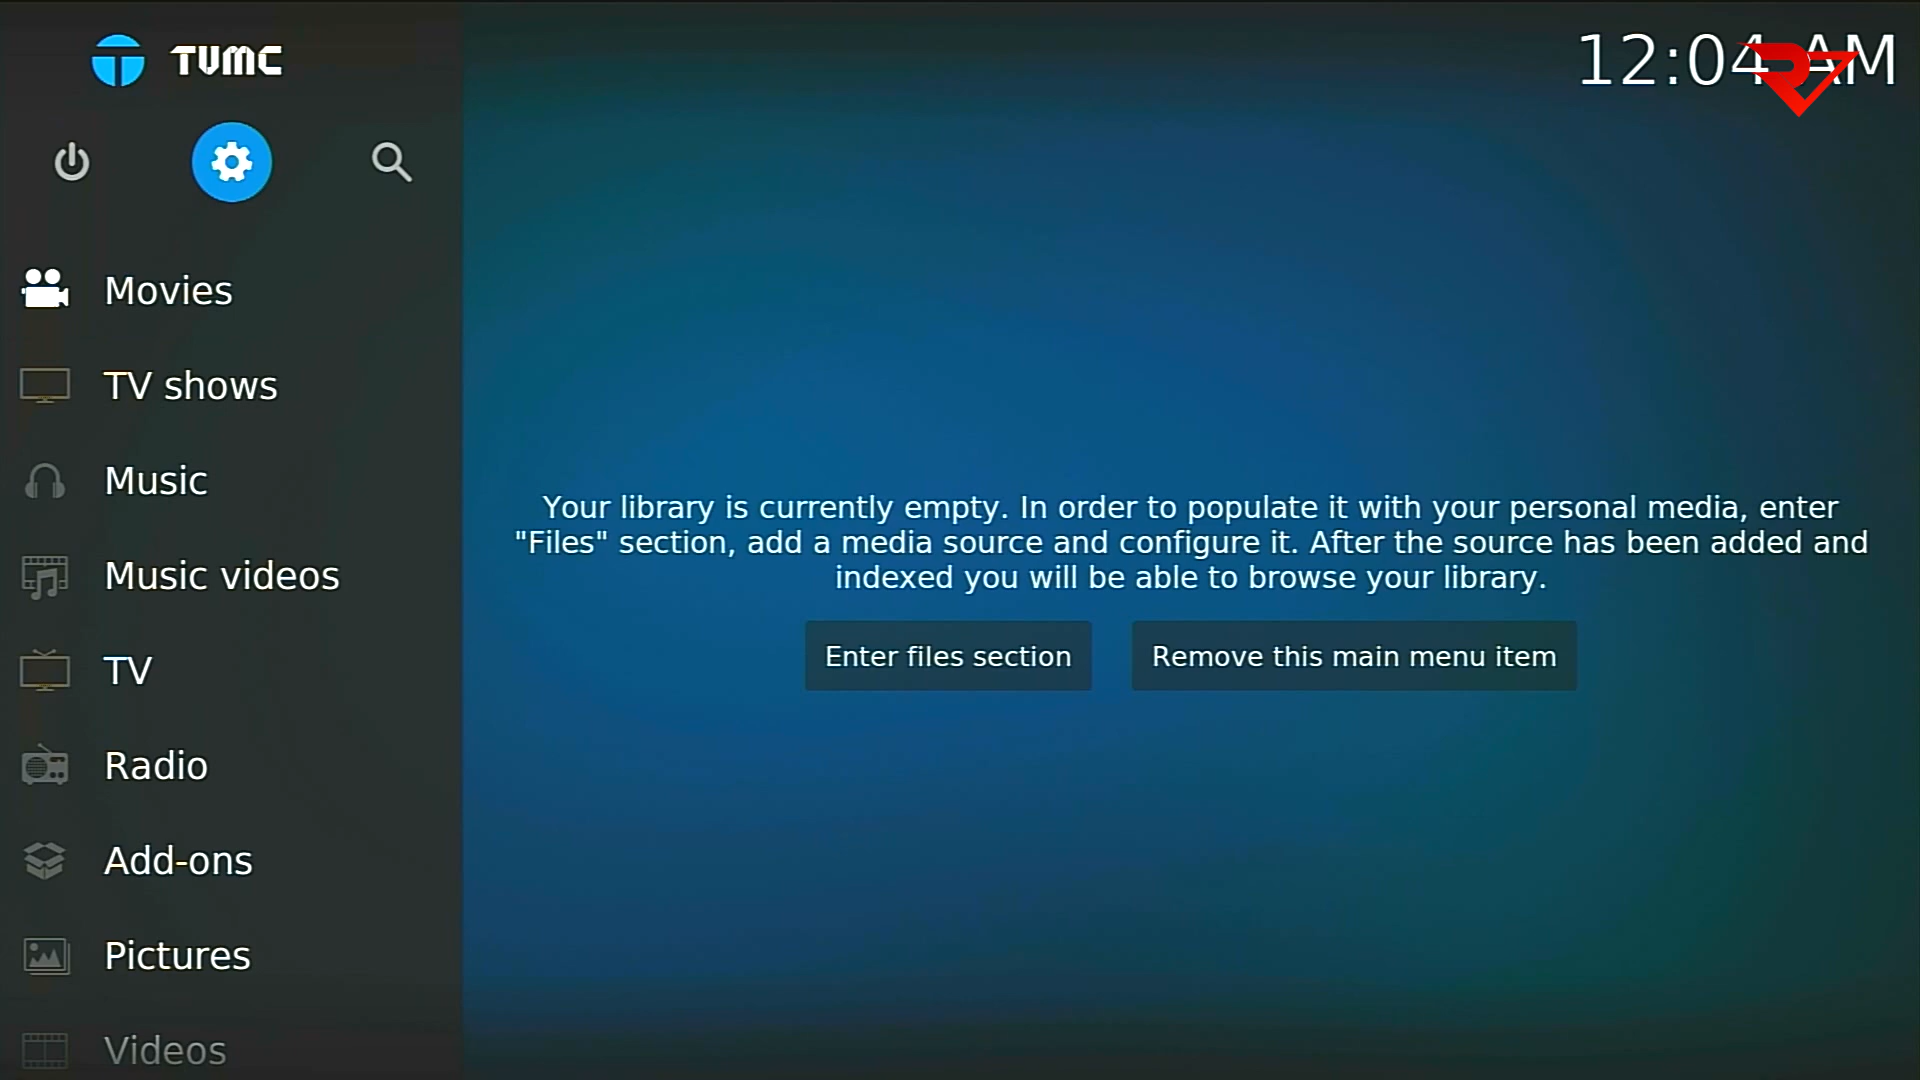 TVMC
12:04 AM
Movies
TV shows
Music
Music videos
TV
Radio
Add-ons
Pictures
Videos
Your library is currently empty. In order to populate it with your personal media, enter
"Files" section, add a media source and configure it. After the source has been added and
indexed you will be able to browse your library.
Enter files section
Remove this main menu item